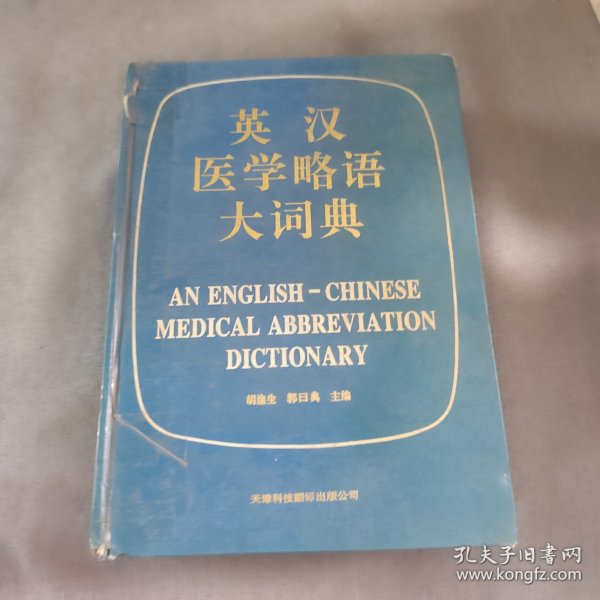 英汉
医学略语
大词典
AN ENGLISH-CHINESE
MEDICAL ABBREVIATION
DICTIONARY
胡渝生 郭曰典 主编
天津科技翻译出版公司
孔夫子旧书网
www.kongfz.com